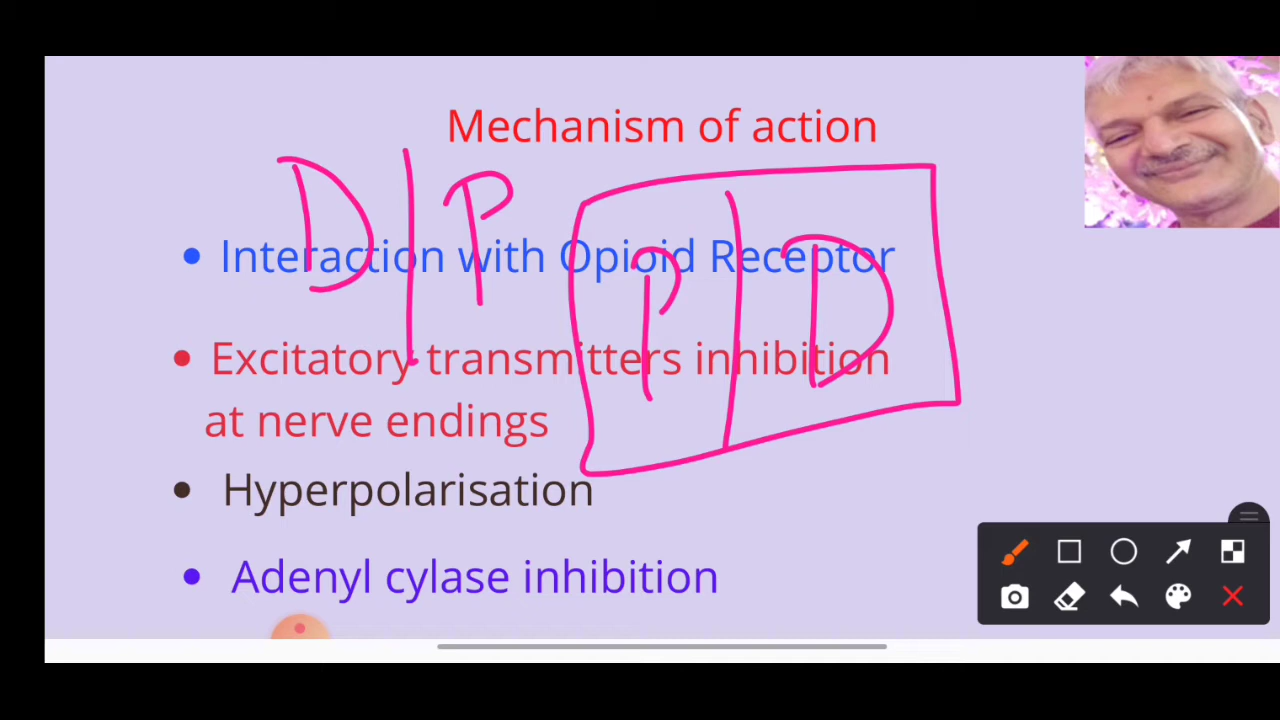 Mechanism of action
D | P
• Interaction with Opioid Receptor
P | D
• Excitatory transmitters inhibition
at nerve endings
• Hyperpolarisation
• Adenyl cylase inhibition